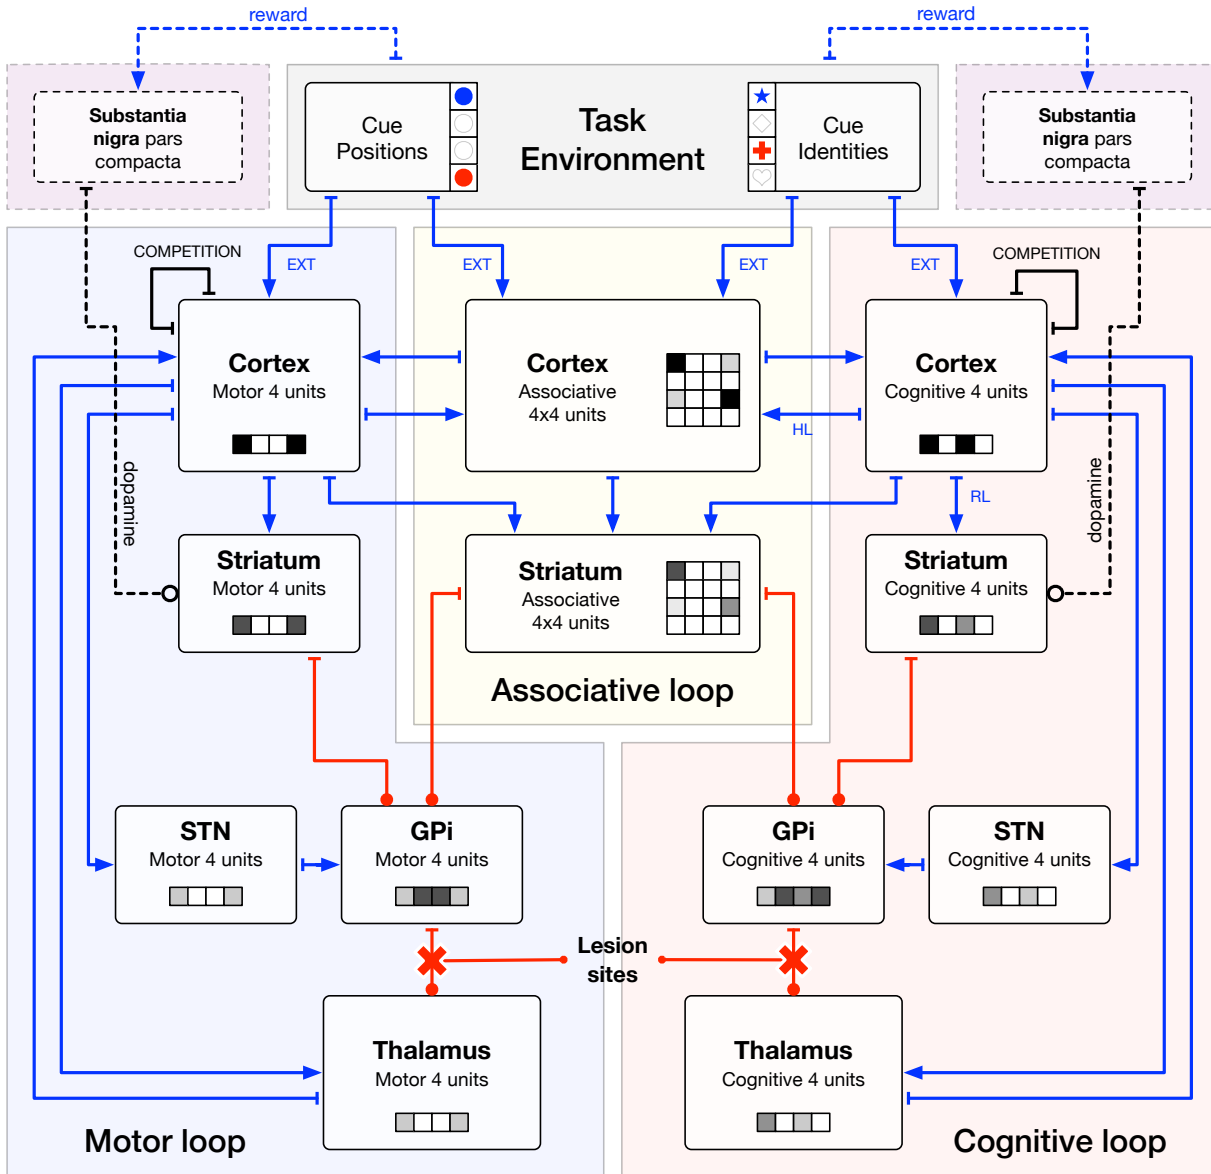 reward
reward
Substantia
nigra pars
compacta
Cue
Positions
Task
Environment
Cue
Identities
Substantia
nigra pars
compacta
COMPETITION
EXT
EXT
EXT
EXT
COMPETITION
Cortex
Motor 4 units
Cortex
Associative
4x4 units
Cortex
Cognitive 4 units
HL
dopamine
dopamine
RL
Striatum
Motor 4 units
Striatum
Associative
4x4 units
Striatum
Cognitive 4 units
Associative loop
STN
Motor 4 units
GPi
Motor 4 units
GPi
Cognitive 4 units
STN
Cognitive 4 units
Lesion
sites
Thalamus
Motor 4 units
Thalamus
Cognitive 4 units
Motor loop
Cognitive loop